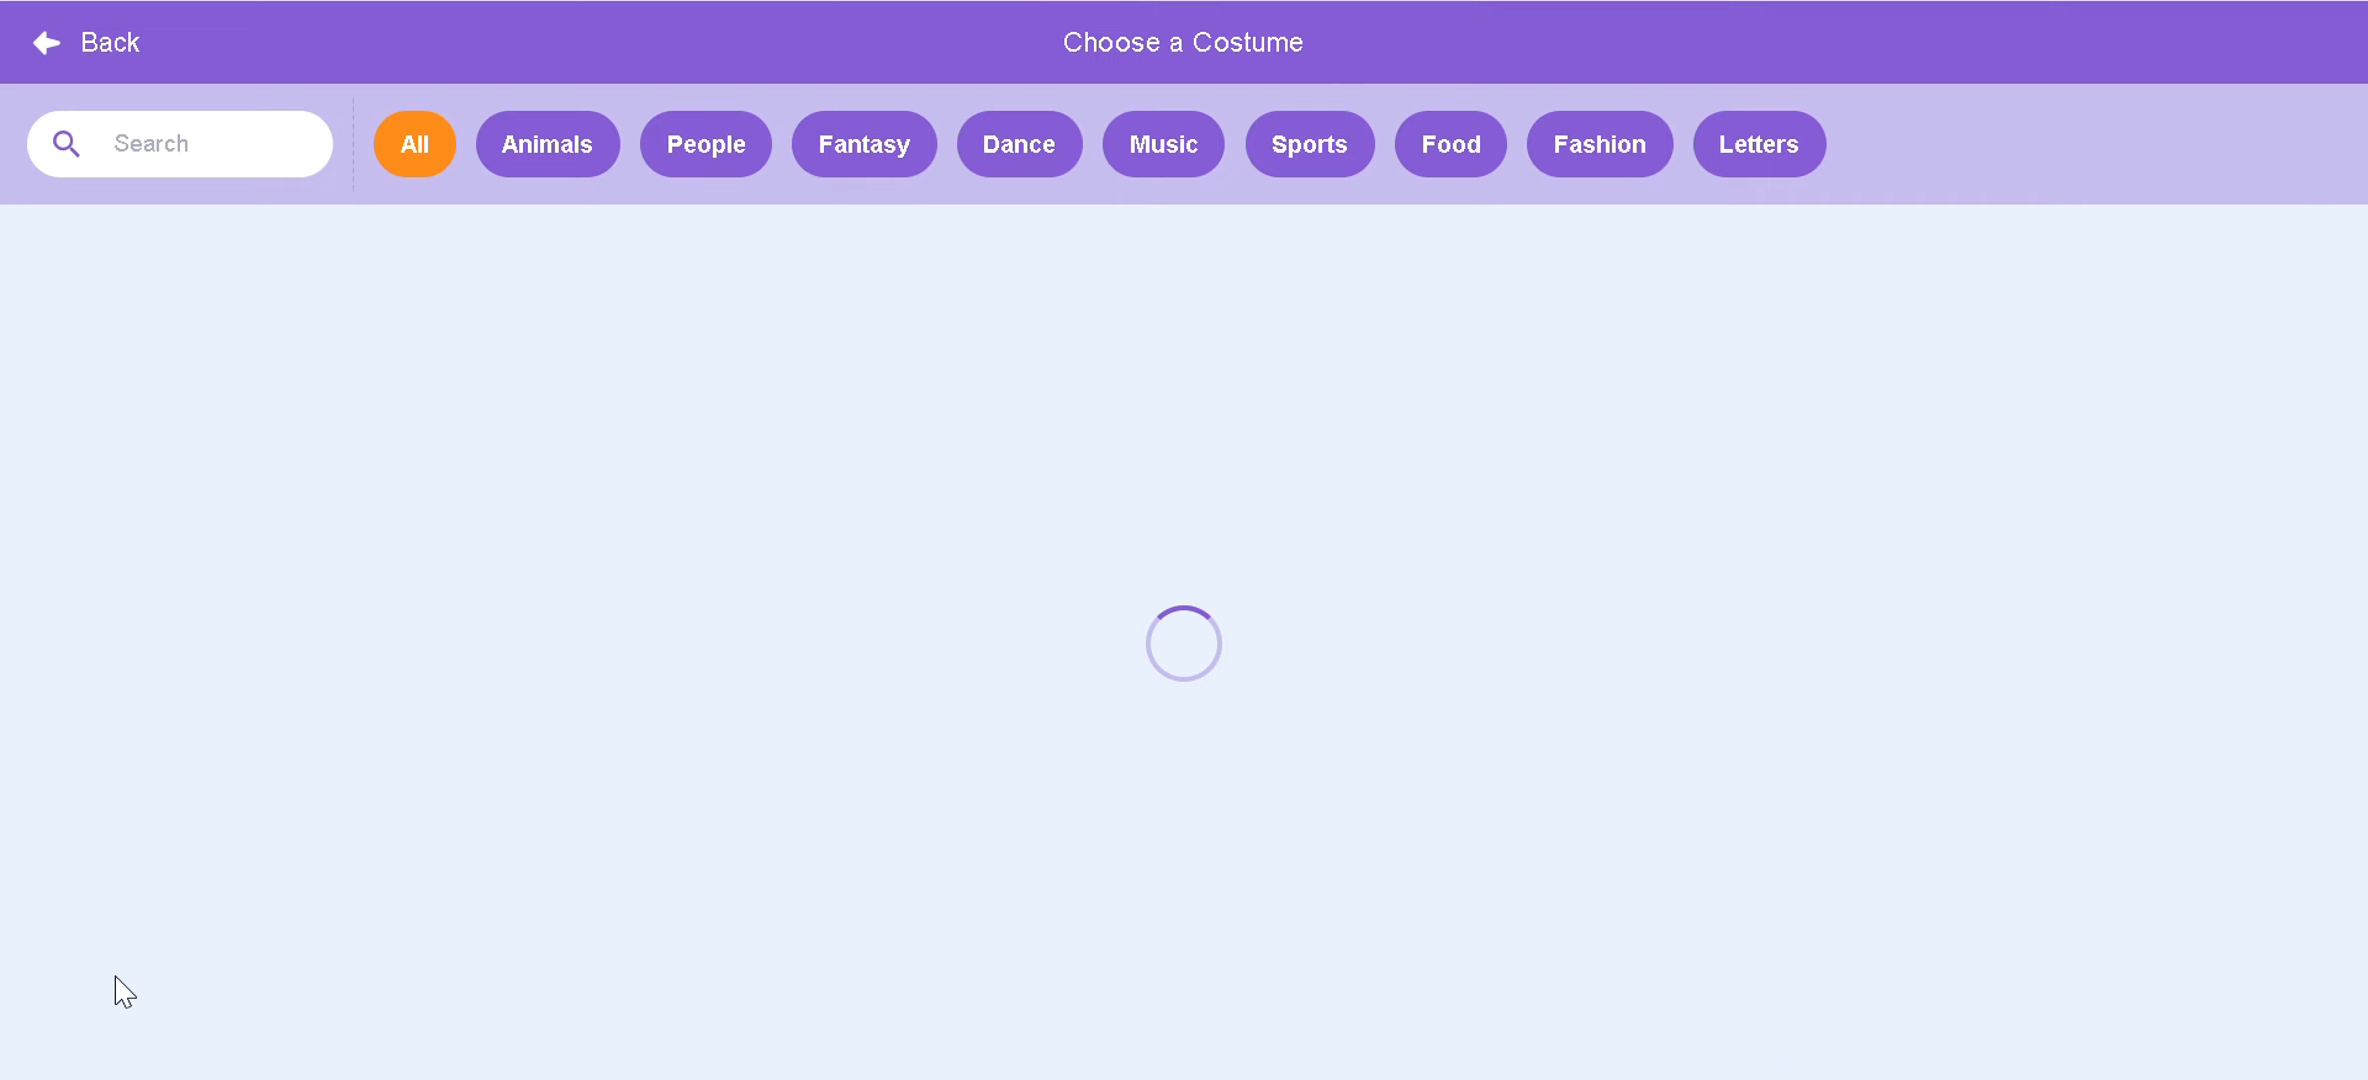 Back
Choose a Costume
Search
All
Animals
People
Fantasy
Dance
Music
Sports
Food
Fashion
Letters